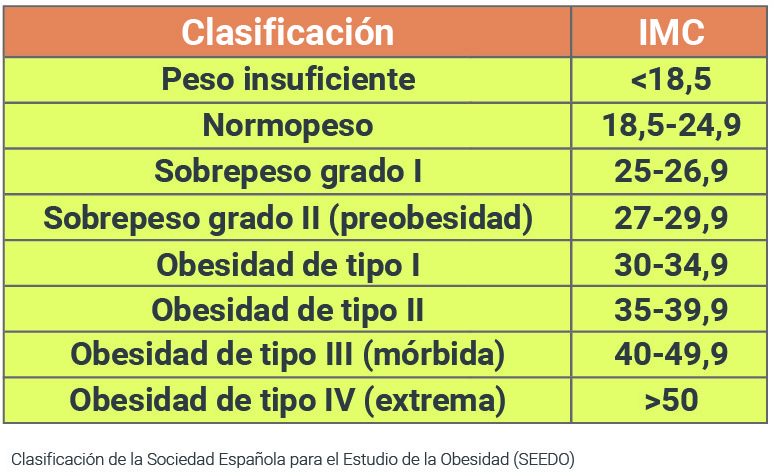 Clasificación IMC
Peso insuficiente <18,5
Normopeso 18,5-24,9
Sobrepeso grado I 25-26,9
Sobrepeso grado II (preobesidad) 27-29,9
Obesidad de tipo I 30-34,9
Obesidad de tipo II 35-39,9
Obesidad de tipo III (mórbida) 40-49,9
Obesidad de tipo IV (extrema) >50
Clasificación de la Sociedad Española para el Estudio de la Obesidad (SEEDO)